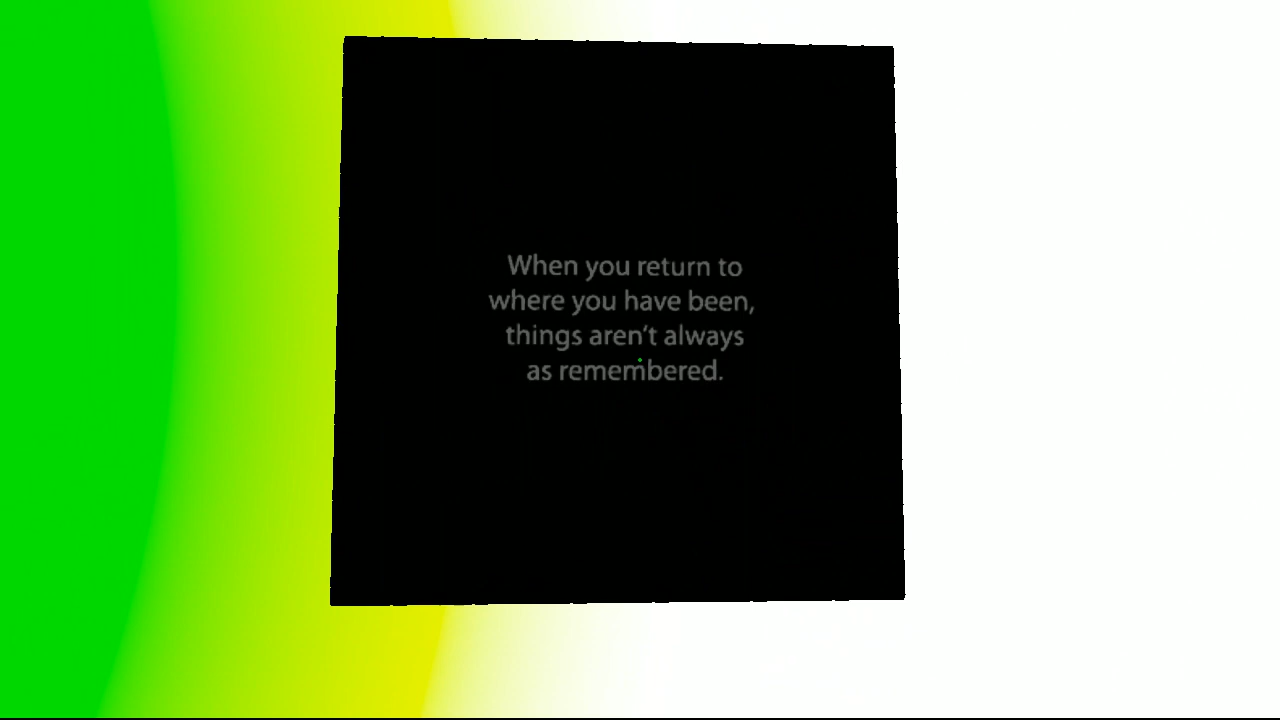 When you return to
where you have been,
things aren't always
as remembered.